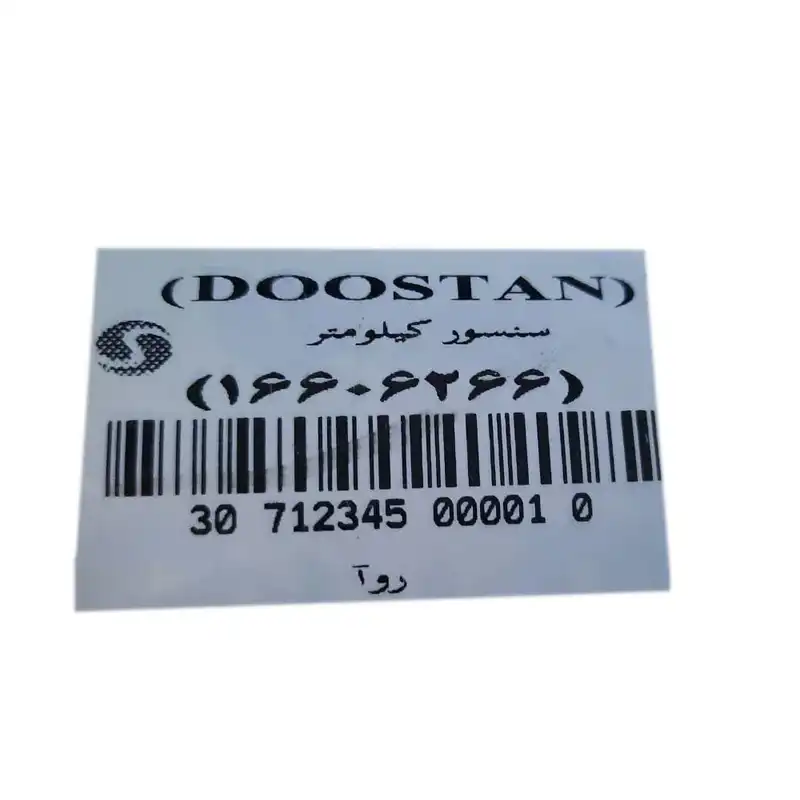 (DOOSTAN)
سنسور کیلومتر
(۱۶۶۰۶۲۶۶)
30 712345 00001 0
روآ